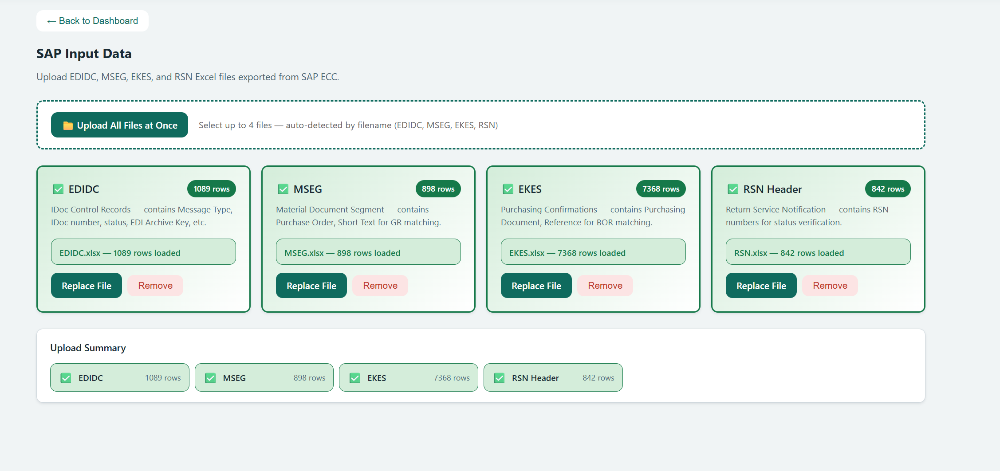 ← Back to Dashboard
SAP Input Data
Upload EDIDC, MSEG, EKES, and RSN Excel files exported from SAP ECC.
Upload All Files at Once
Select up to 4 files — auto-detected by filename (EDIDC, MSEG, EKES, RSN)
EDIDC
1089 rows
IDoc Control Records — contains Message Type,
IDoc number, status, EDI Archive Key, etc.
EDIDC.xlsx — 1089 rows loaded
Replace File
Remove
MSEG
898 rows
Material Document Segment — contains
Purchase Order, Short Text for GR matching.
MSEG.xlsx — 898 rows loaded
Replace File
Remove
EKES
7368 rows
Purchasing Confirmations — contains Purchasing
Document, Reference for BOR matching.
EKES.xlsx — 7368 rows loaded
Replace File
Remove
RSN Header
842 rows
Return Service Notification — contains RSN
numbers for status verification.
RSN.xlsx — 842 rows loaded
Replace File
Remove
Upload Summary
EDIDC 1089 rows
MSEG 898 rows
EKES 7368 rows
RSN Header 842 rows